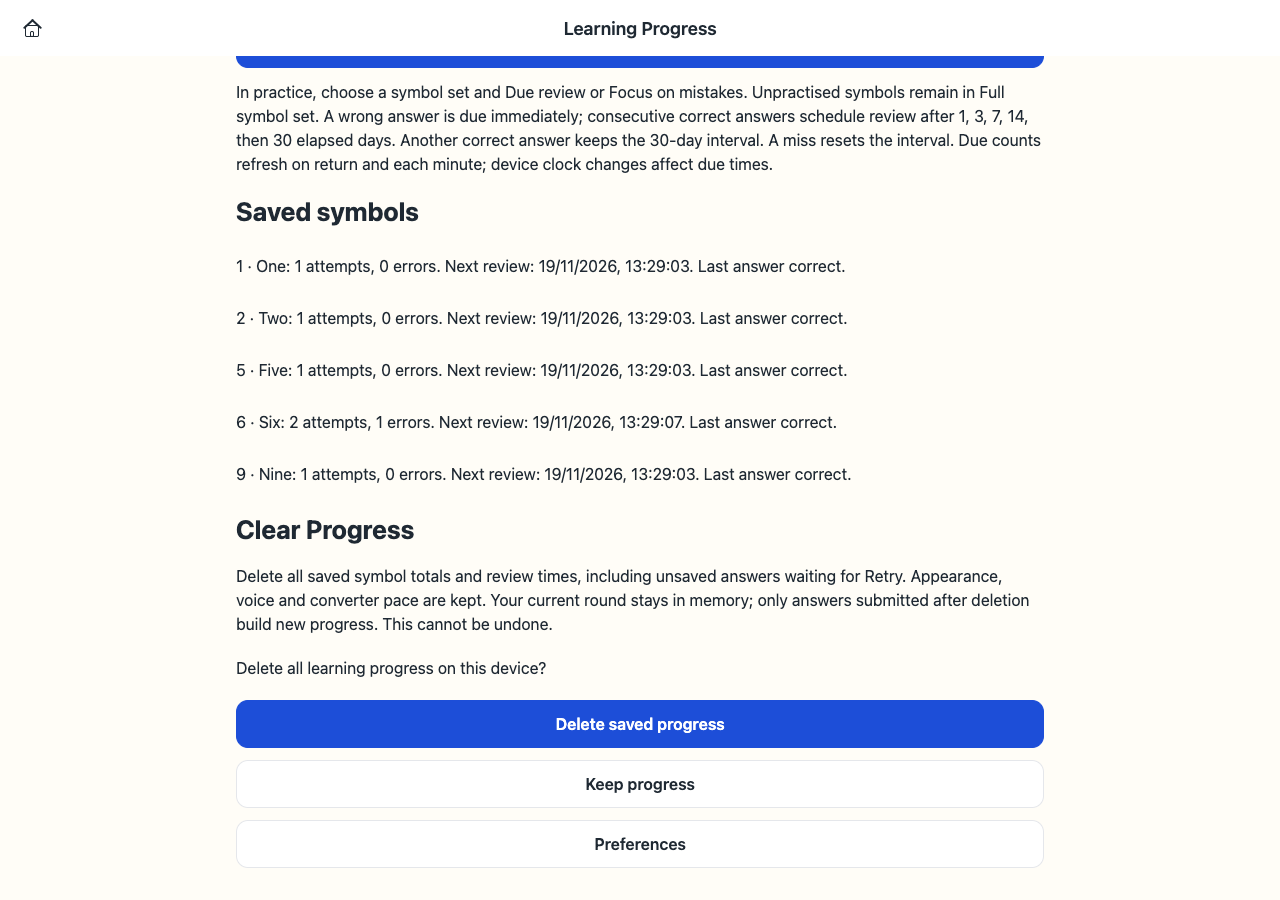 Learning Progress
In practice, choose a symbol set and Due review or Focus on mistakes. Unpractised symbols remain in Full
symbol set. A wrong answer is due immediately; consecutive correct answers schedule review after 1, 3, 7, 14,
then 30 elapsed days. Another correct answer keeps the 30-day interval. A miss resets the interval. Due counts
refresh on return and each minute; device clock changes affect due times.
Saved symbols
1 · One: 1 attempts, 0 errors. Next review: 19/11/2026, 13:29:03. Last answer correct.
2 · Two: 1 attempts, 0 errors. Next review: 19/11/2026, 13:29:03. Last answer correct.
5 · Five: 1 attempts, 0 errors. Next review: 19/11/2026, 13:29:03. Last answer correct.
6 · Six: 2 attempts, 1 errors. Next review: 19/11/2026, 13:29:07. Last answer correct.
9 · Nine: 1 attempts, 0 errors. Next review: 19/11/2026, 13:29:03. Last answer correct.
Clear Progress
Delete all saved symbol totals and review times, including unsaved answers waiting for Retry. Appearance,
voice and converter pace are kept. Your current round stays in memory; only answers submitted after deletion
build new progress. This cannot be undone.
Delete all learning progress on this device?
Delete saved progress
Keep progress
Preferences